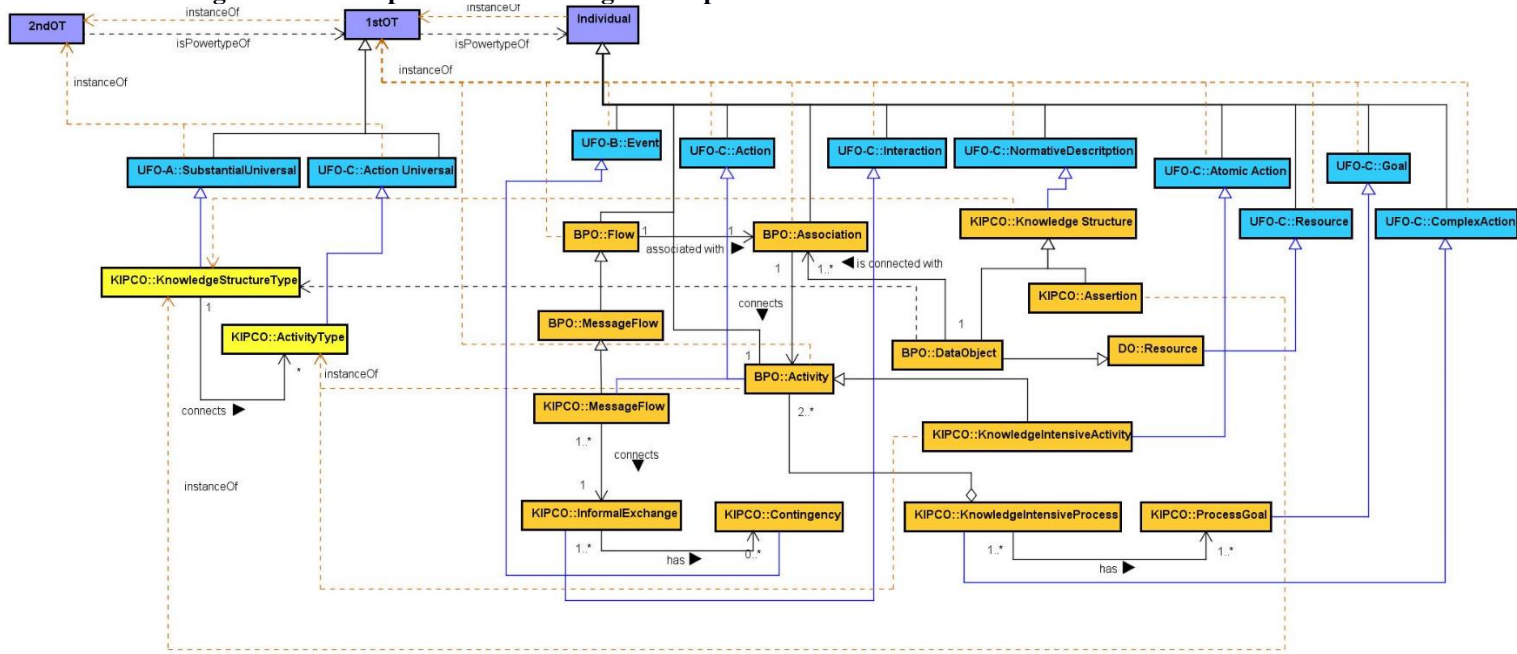 instanceOf
instanceOf
2ndOT
1stOT
Individual
isPowertypeOf
isPowertypeOf
instanceOf
instanceOf
UFO-B::Event
UFO-C::Action
UFO-C::Interaction
UFO-C::NormativeDescritption
UFO-A::SubstantialUniversal
UFO-C::Action Universal
UFO-C::Atomic Action
UFO-C::Goal
UFO-C::Resource
UFO-C::ComplexAction
KIPCO::Knowledge Structure
BPO::Flow
1
1
BPO::Association
associated with
1
1..*
is connected with
KIPCO::KnowledgeStructureType
1
KIPCO::Assertion
connects
BPO::MessageFlow
KIPCO::ActivityType
1
BPO::DataObject
DO::Resource
1
instanceOf
*
BPO::Activity
connects
KIPCO::MessageFlow
2..*
KIPCO::KnowledgeIntensiveActivity
1..*
connects
instanceOf
1
KIPCO::InformalExchange
KIPCO::Contingency
KIPCO::KnowledgeIntensiveProcess
KIPCO::ProcessGoal
1..*
has
0..*
1..*
has
1..*